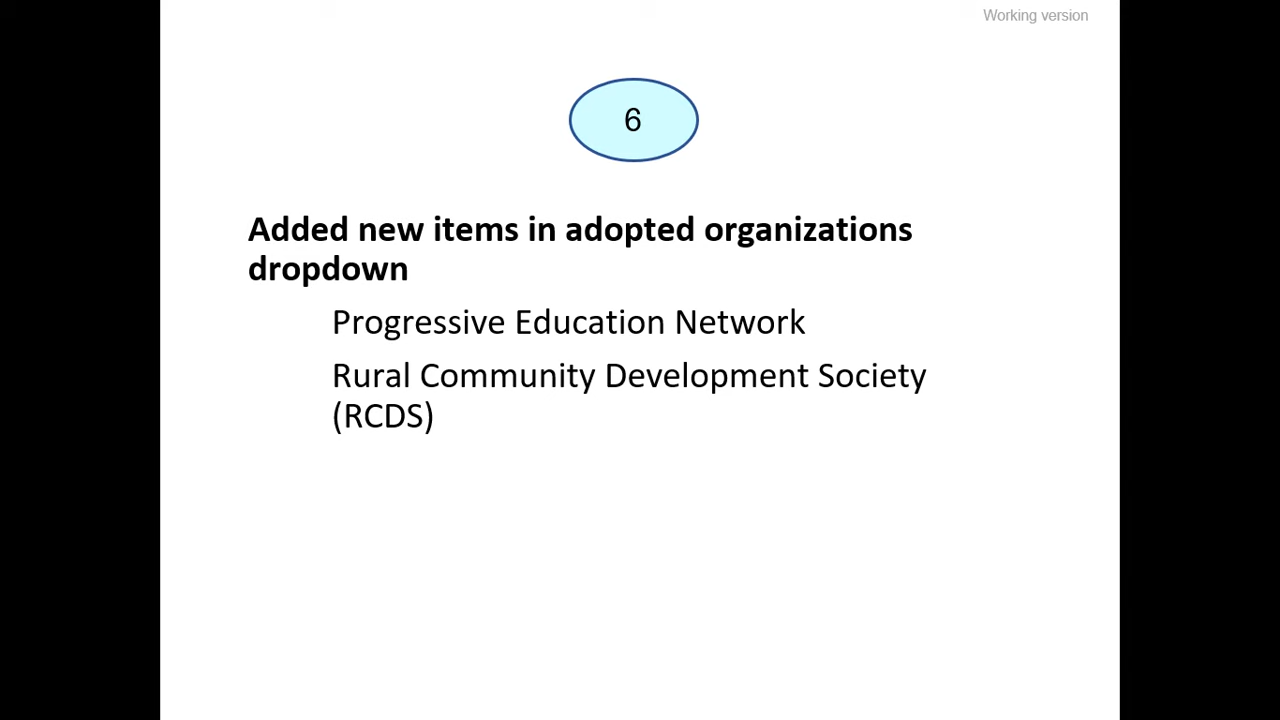 Working version
6
Added new items in adopted organizations
dropdown
Progressive Education Network
Rural Community Development Society
(RCDS)